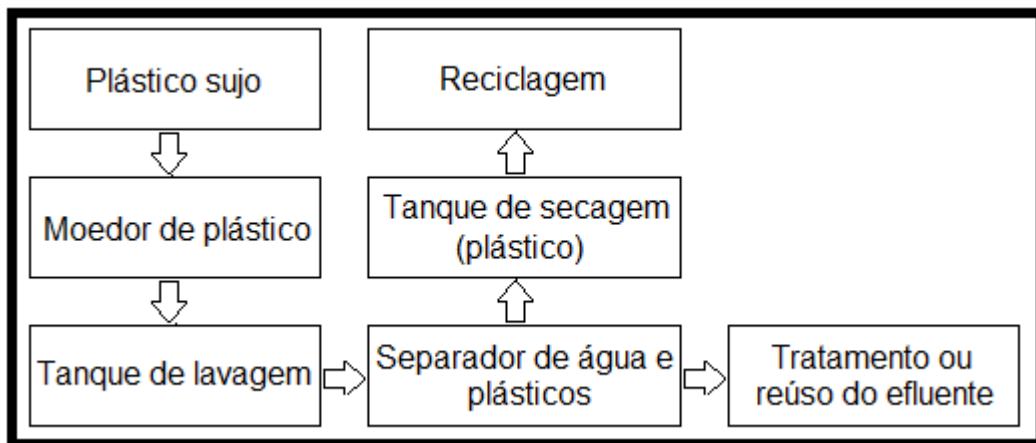 Plástico sujo
Moedor de plástico
Tanque de lavagem
Separador de água e
plásticos
Tanque de secagem
(plástico)
Reciclagem
Tratamento ou
reúso do efluente